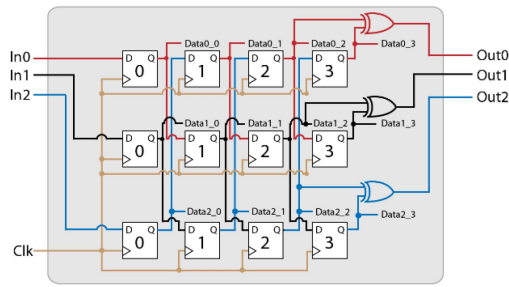 Data0_0 Data0_1 Data0_2 Data0_3
In0 D Q 0 D Q 1 D Q 2 D Q 3 Out0
In1 Out1
In2 Out2
Data1_0 Data1_1 Data1_2 Data1_3
D Q 0 D Q 1 D Q 2 D Q 3
Data2_0 Data2_1 Data2_2 Data2_3
D Q 0 D Q 1 D Q 2 D Q 3
Clk